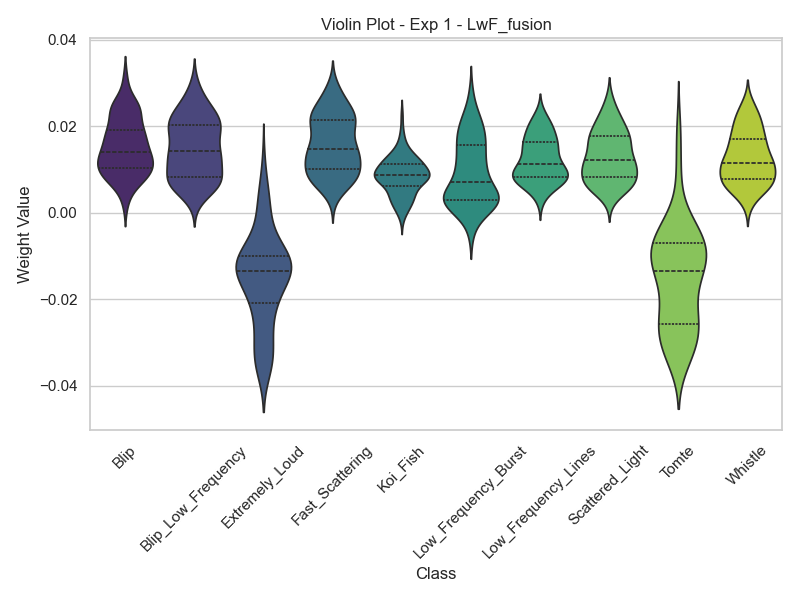 Violin Plot - Exp 1 - LwF_fusion
0.04
0.02
0.00
−0.02
−0.04
Weight Value
Blip
Blip_Low_Frequency
Extremely_Loud
Fast_Scattering
Koi_Fish
Low_Frequency_Burst
Low_Frequency_Lines
Scattered_Light
Tomte
Whistle
Class